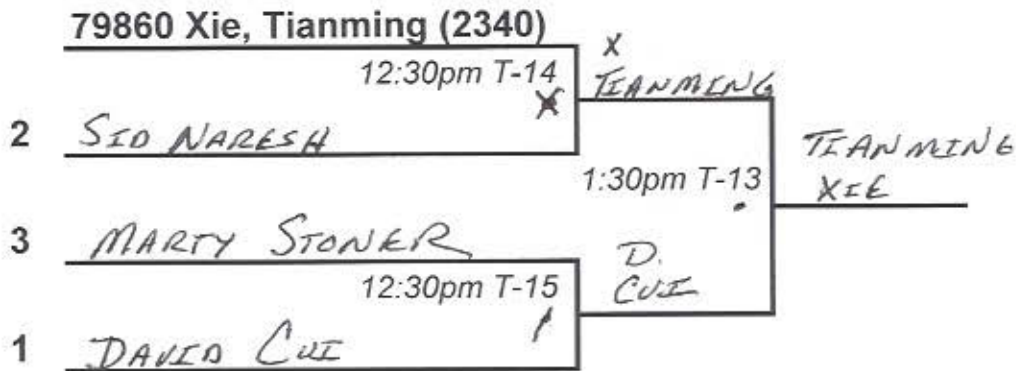 79860 Xie, Tianming (2340)
12:30pm T-14
X
TIANMING
2 SID NARESH
1:30pm T-13
TIANMING
XIE
3 MARTY STONER
12:30pm T-15
D.
CUI
1 DAVID CUI